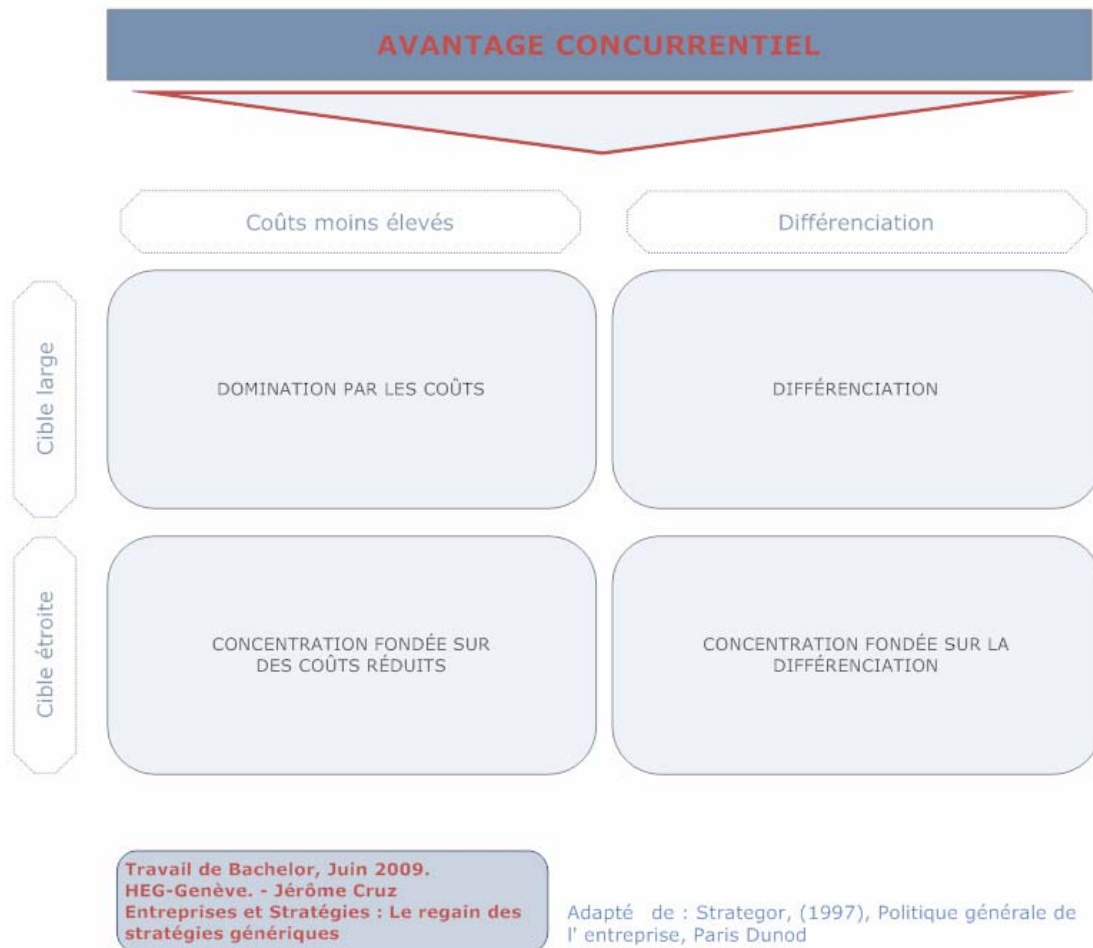 AVANTAGE CONCURRENTIEL
Coûts moins élevés
Différenciation
Cible large
DOMINATION PAR LES COÛTS
DIFFÉRENCIATION
Cible étroite
CONCENTRATION FONDÉE SUR
DES COÛTS RÉDUITS
CONCENTRATION FONDÉE SUR LA
DIFFÉRENCIATION
Travail de Bachelor, Juin 2009.
HEG-Genève. - Jérôme Cruz
Entreprises et Stratégies : Le regain des
stratégies génériques
Adapté de : Strategor, (1997), Politique générale de
l' entreprise, Paris Dunod